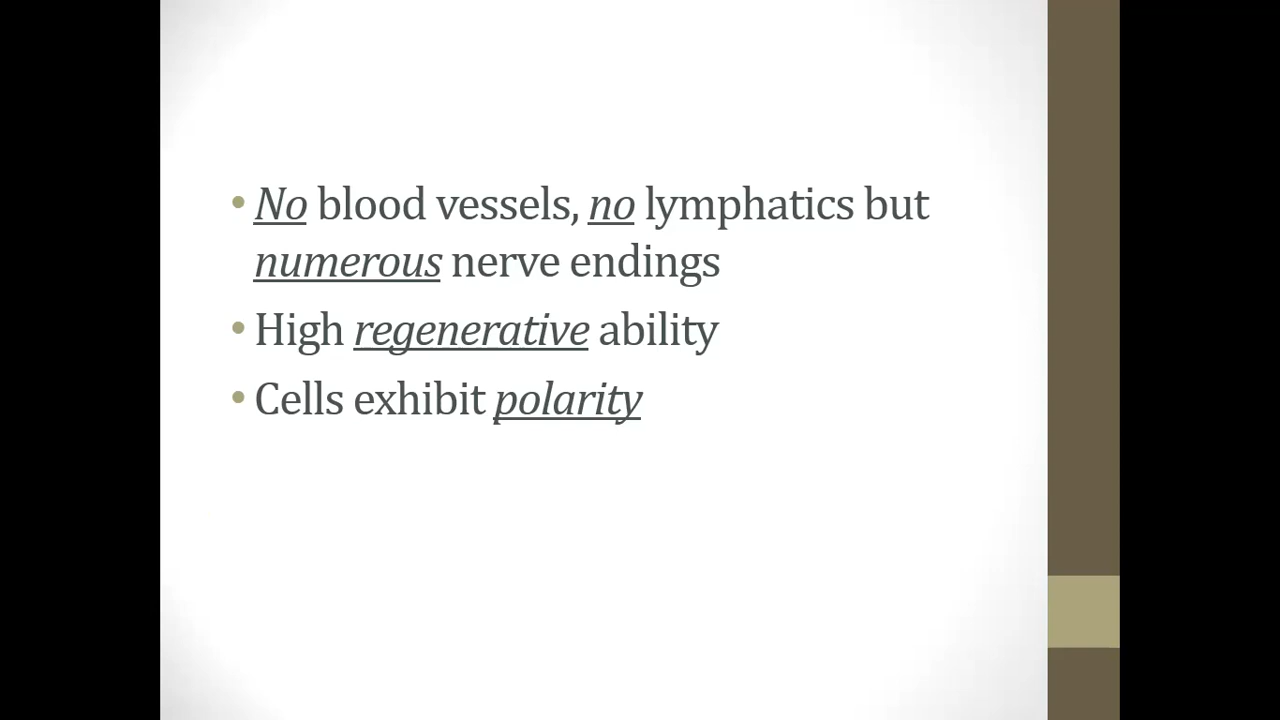 • No blood vessels, no lymphatics but
numerous nerve endings
• High regenerative ability
• Cells exhibit polarity